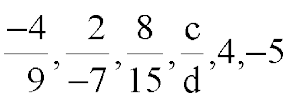 -4/9, 2/-7, 8/15, c/d, 4, -5